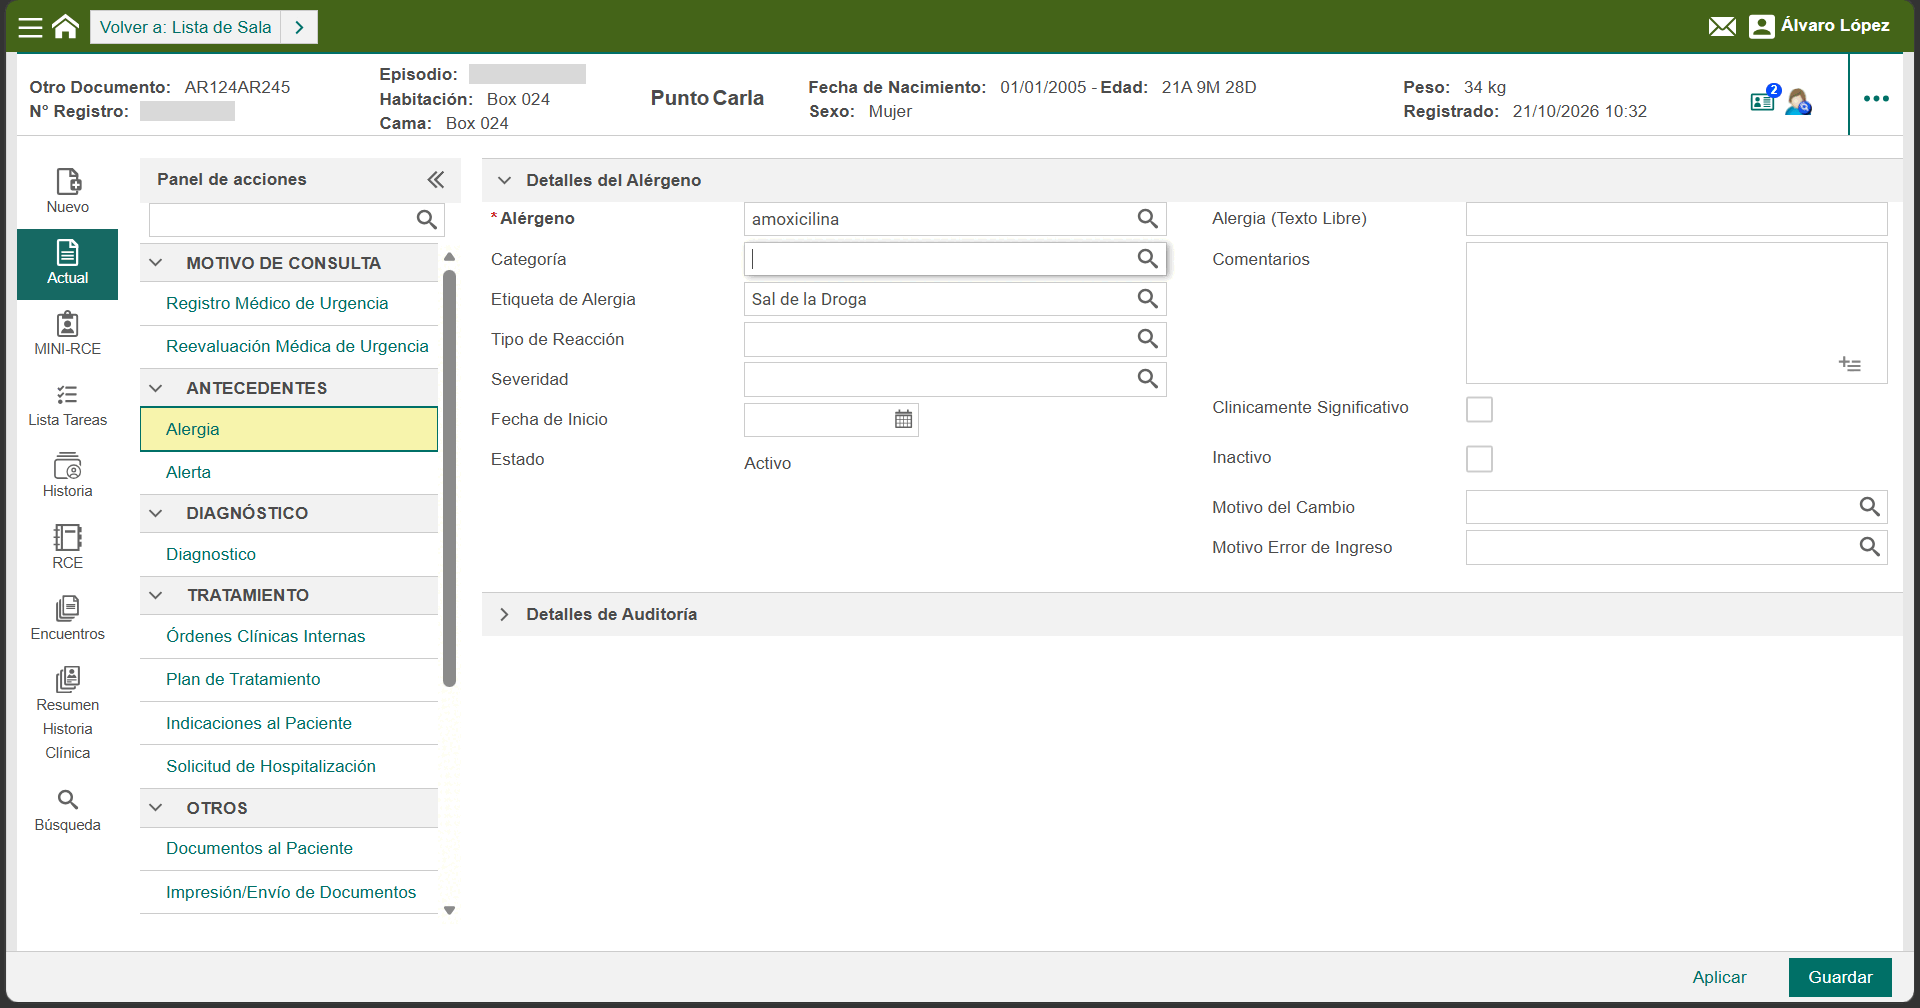 Volver a: Lista de Sala
Álvaro López
Otro Documento: AR124AR245
N° Registro:
Episodio:
Habitación: Box 024
Cama: Box 024
Punto Carla
Fecha de Nacimiento: 01/01/2005 - Edad: 21A 9M 28D
Sexo: Mujer
Peso: 34 kg
Registrado: 21/10/2026 10:32
2
Nuevo
Actual
MINI-RCE
Lista Tareas
Historia
RCE
Encuentros
Resumen
Historia
Clínica
Búsqueda
Panel de acciones
MOTIVO DE CONSULTA
Registro Médico de Urgencia
Reevaluación Médica de Urgencia
ANTECEDENTES
Alergia
Alerta
DIAGNÓSTICO
Diagnostico
TRATAMIENTO
Órdenes Clínicas Internas
Plan de Tratamiento
Indicaciones al Paciente
Solicitud de Hospitalización
OTROS
Documentos al Paciente
Impresión/Envío de Documentos
Detalles del Alérgeno
*Alérgeno amoxicilina
Categoría
Etiqueta de Alergia Sal de la Droga
Tipo de Reacción
Severidad
Fecha de Inicio
Estado Activo
Alergia (Texto Libre)
Comentarios
Clinicamente Significativo
Inactivo
Motivo del Cambio
Motivo Error de Ingreso
Detalles de Auditoría
Aplicar
Guardar